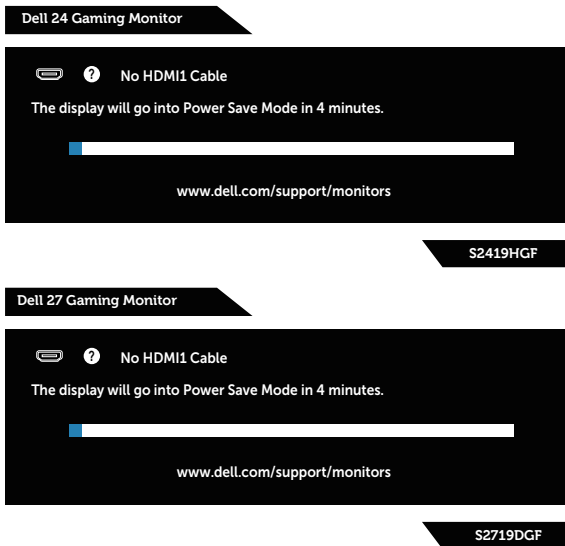 Dell 24 Gaming Monitor
? No HDMI1 Cable
The display will go into Power Save Mode in 4 minutes.
www.dell.com/support/monitors
S2419HGF
Dell 27 Gaming Monitor
? No HDMI1 Cable
The display will go into Power Save Mode in 4 minutes.
www.dell.com/support/monitors
S2719DGF